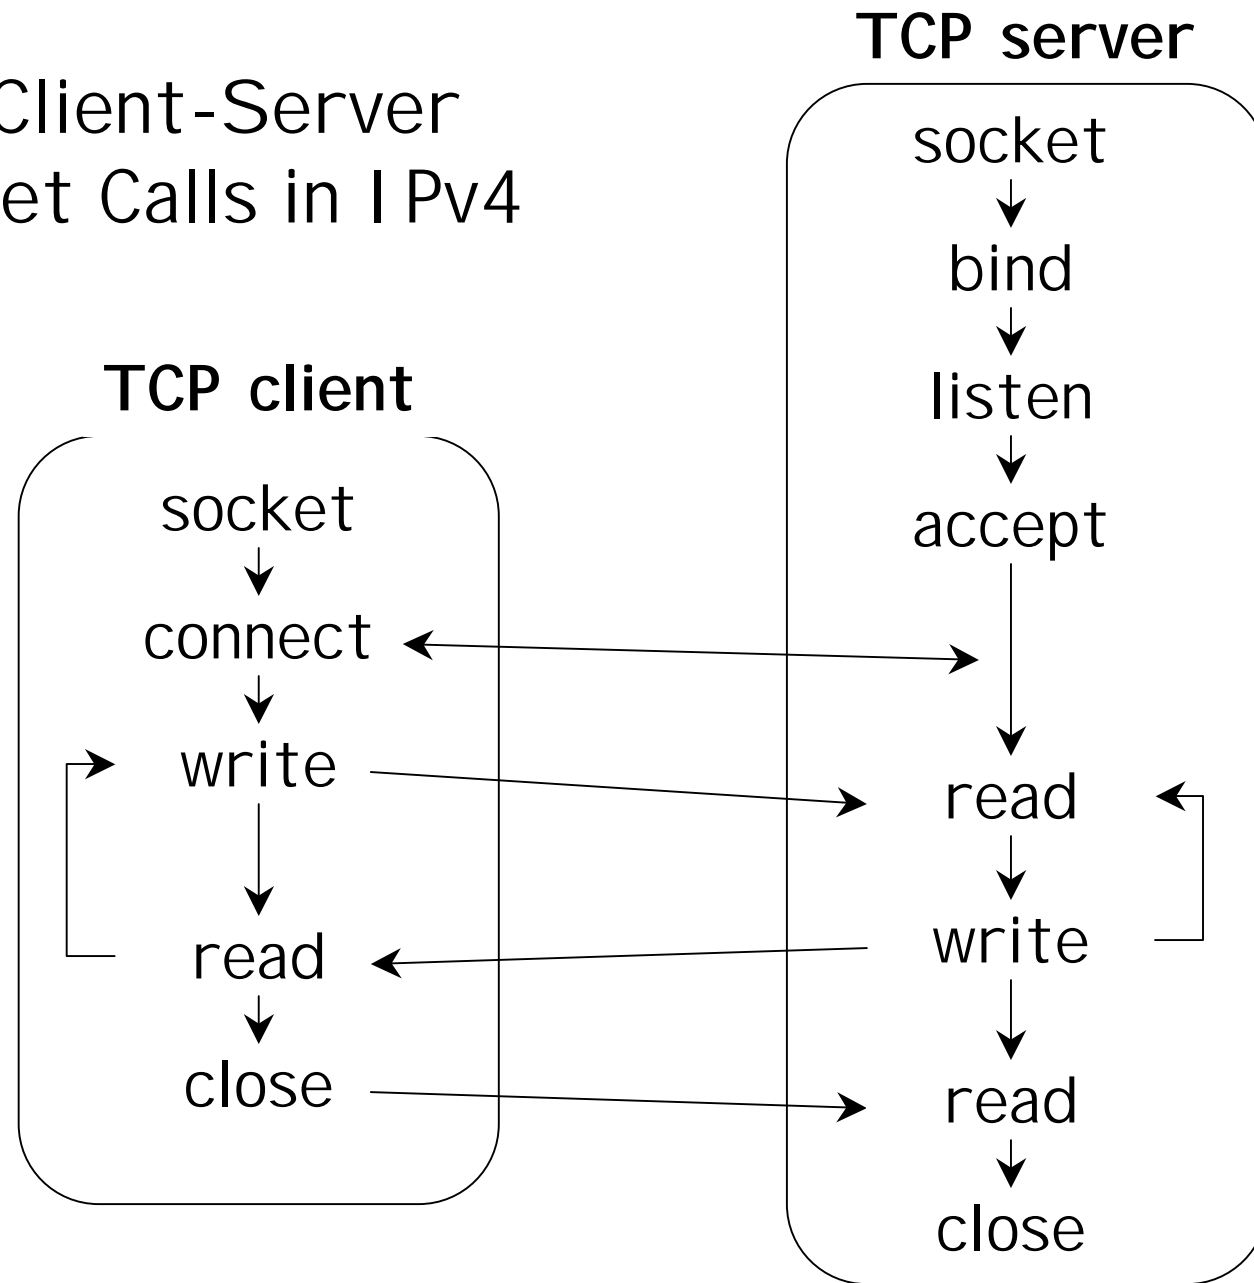 Client-Server
et Calls in IPv4
TCP client
socket
connect
write
read
close
TCP server
socket
bind
listen
accept
read
write
read
close